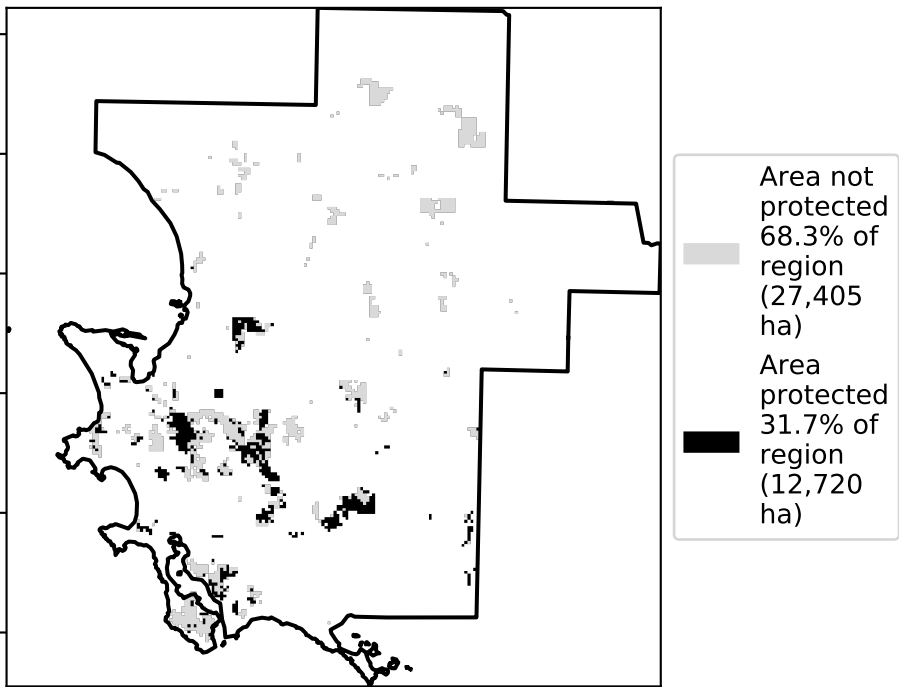 Area not
protected
68.3% of
region
(27,405
ha)
Area
protected
31.7% of
region
(12,720
ha)